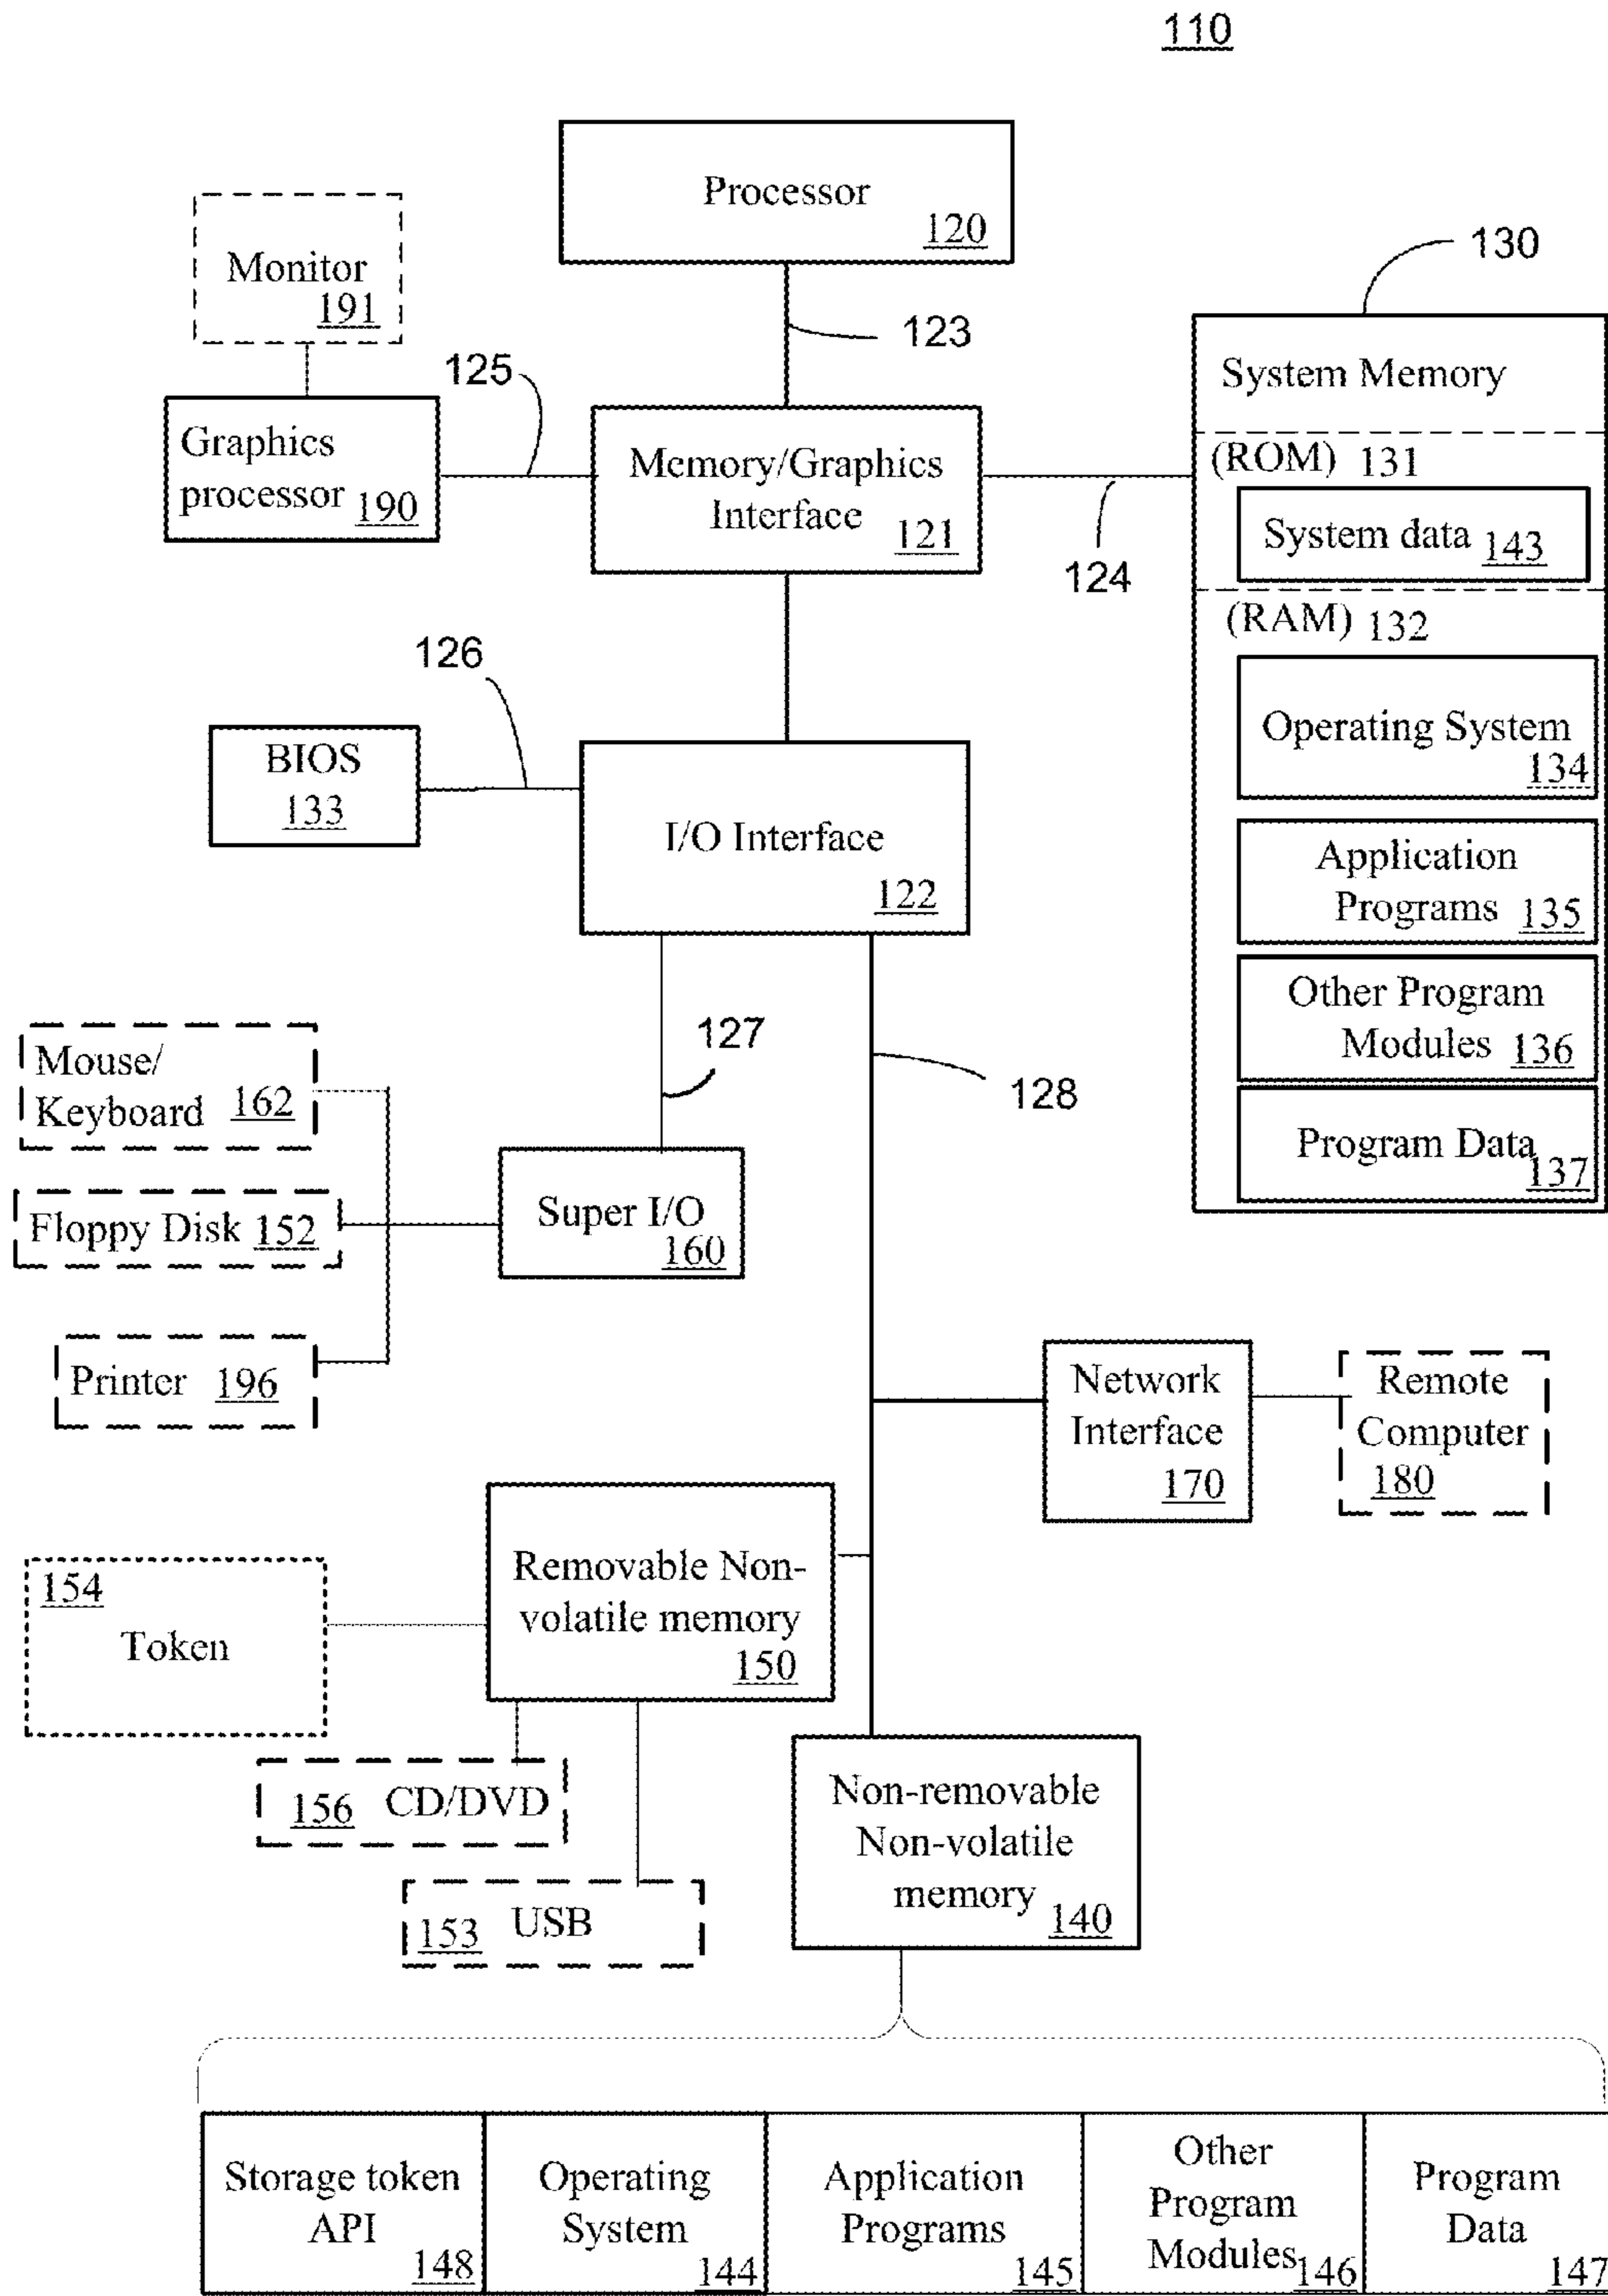 110
Processor
120
Monitor
191
130
123
125
System Memory
Graphics
processor 190
Memory/Graphics
Interface
121
(ROM) 131
System data 143
124
(RAM) 132
126
Operating System
134
BIOS
133
I/O Interface
122
Application
Programs 135
Other Program
Modules 136
127
128
Mouse/
Keyboard 162
Program Data
137
Super I/O
160
Floppy Disk 152
Printer 196
Network
Interface
170
Remote
Computer
180
Removable Non-
volatile memory
150
154
Token
156 CD/DVD
Non-removable
Non-volatile
memory
140
153 USB
Storage token
API
148
Operating
System
144
Application
Programs
145
Other
Program
Modules 146
Program
Data
147